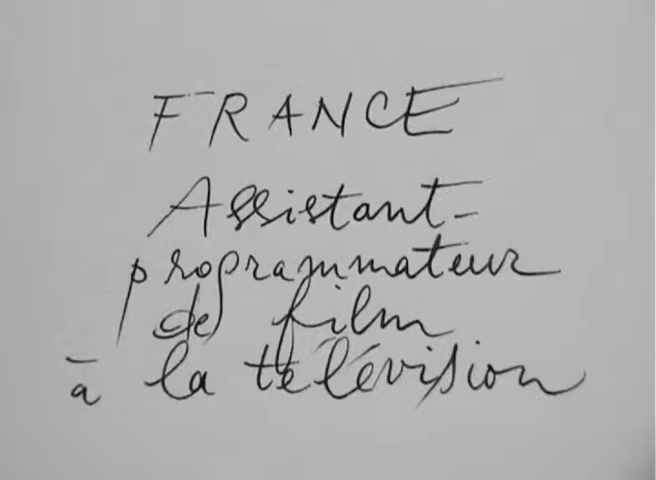 FRANCE
Assistant-
programmateur
de film
à la télévision